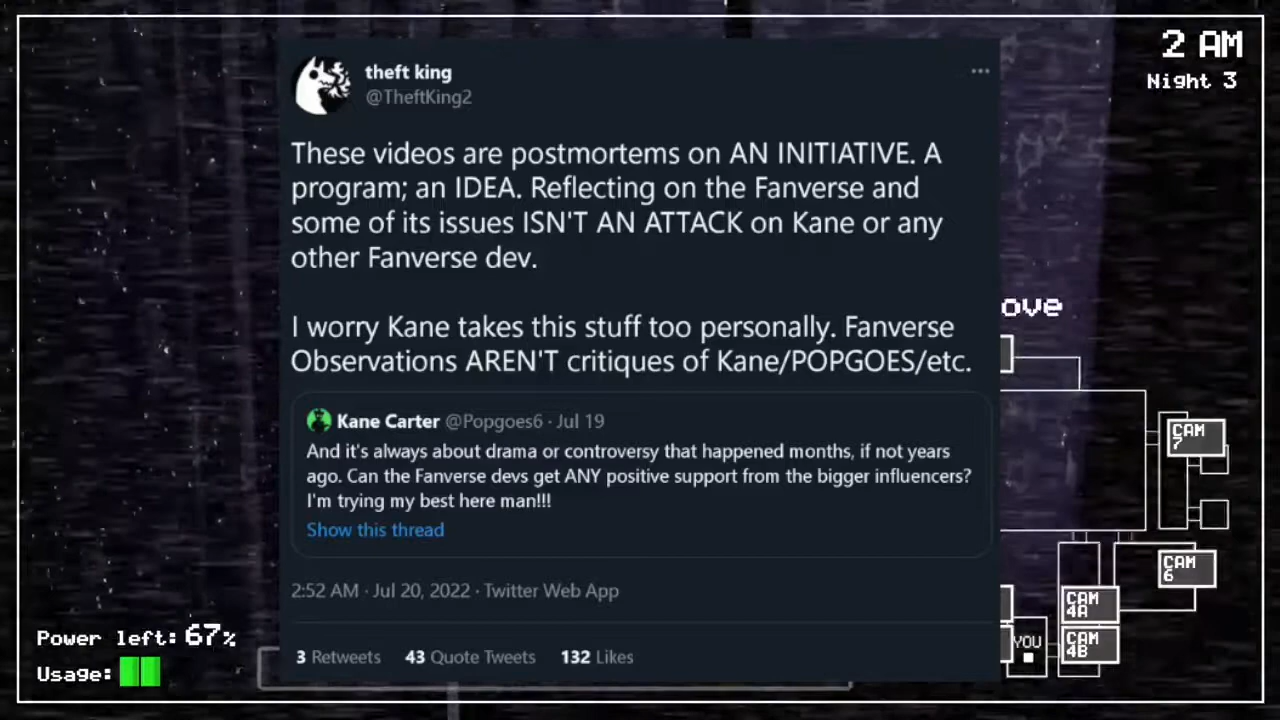 2 AM
Night 3
theft king
@TheftKing2
These videos are postmortems on AN INITIATIVE. A
program; an IDEA. Reflecting on the Fanverse and
some of its issues ISN'T AN ATTACK on Kane or any
other Fanverse dev.
I worry Kane takes this stuff too personally. Fanverse
Observations AREN'T critiques of Kane/POPGOES/etc.
Kane Carter @Popgoes6 · Jul 19
And it's always about drama or controversy that happened months, if not years
ago. Can the Fanverse devs get ANY positive support from the bigger influencers?
I'm trying my best here man!!!
Show this thread
2:52 AM · Jul 20, 2022 · Twitter Web App
3 Retweets 43 Quote Tweets 132 Likes
ove
CAM
7
CAM
6
CAM
4A
CAM
4B
YOU
Power left: 67%
Usage: